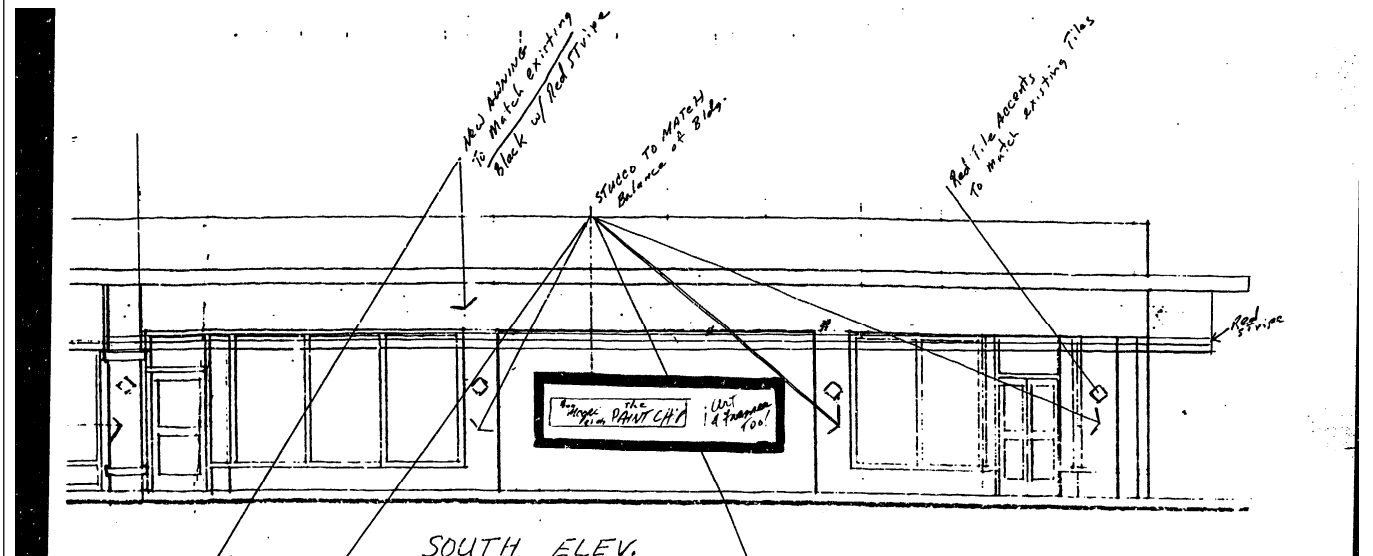 New AWNING
To Match existing
Black w/ Red STripe
STUCCO TO MATCH
Balance of Bldg.
Red Tile Accents
To match existing Tiles
Red
STripe
the
PAINT CHIP
Art
& Frames
Too!
SOUTH ELEV.